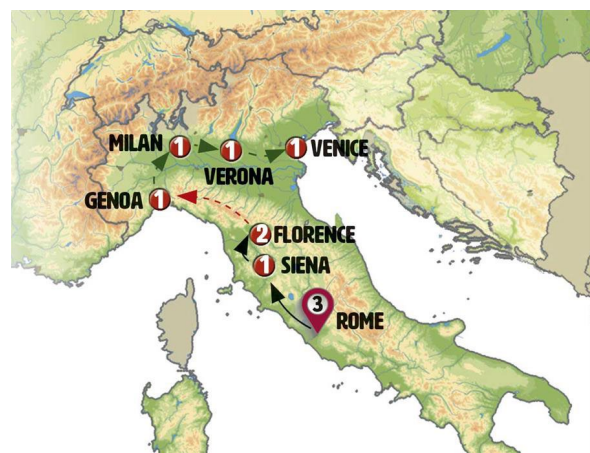 MILAN 1
1
1 VENICE
VERONA
GENOA 1
2 FLORENCE
1 SIENA
3
ROME